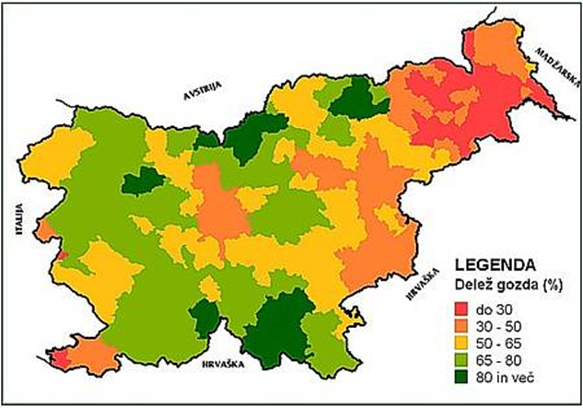 AVSTRIJA
MADŽARSKA
ITALIJA
HRVAŠKA
HRVAŠKA
LEGENDA
Delež gozda (%)
do 30
30 - 50
50 - 65
65 - 80
80 in več